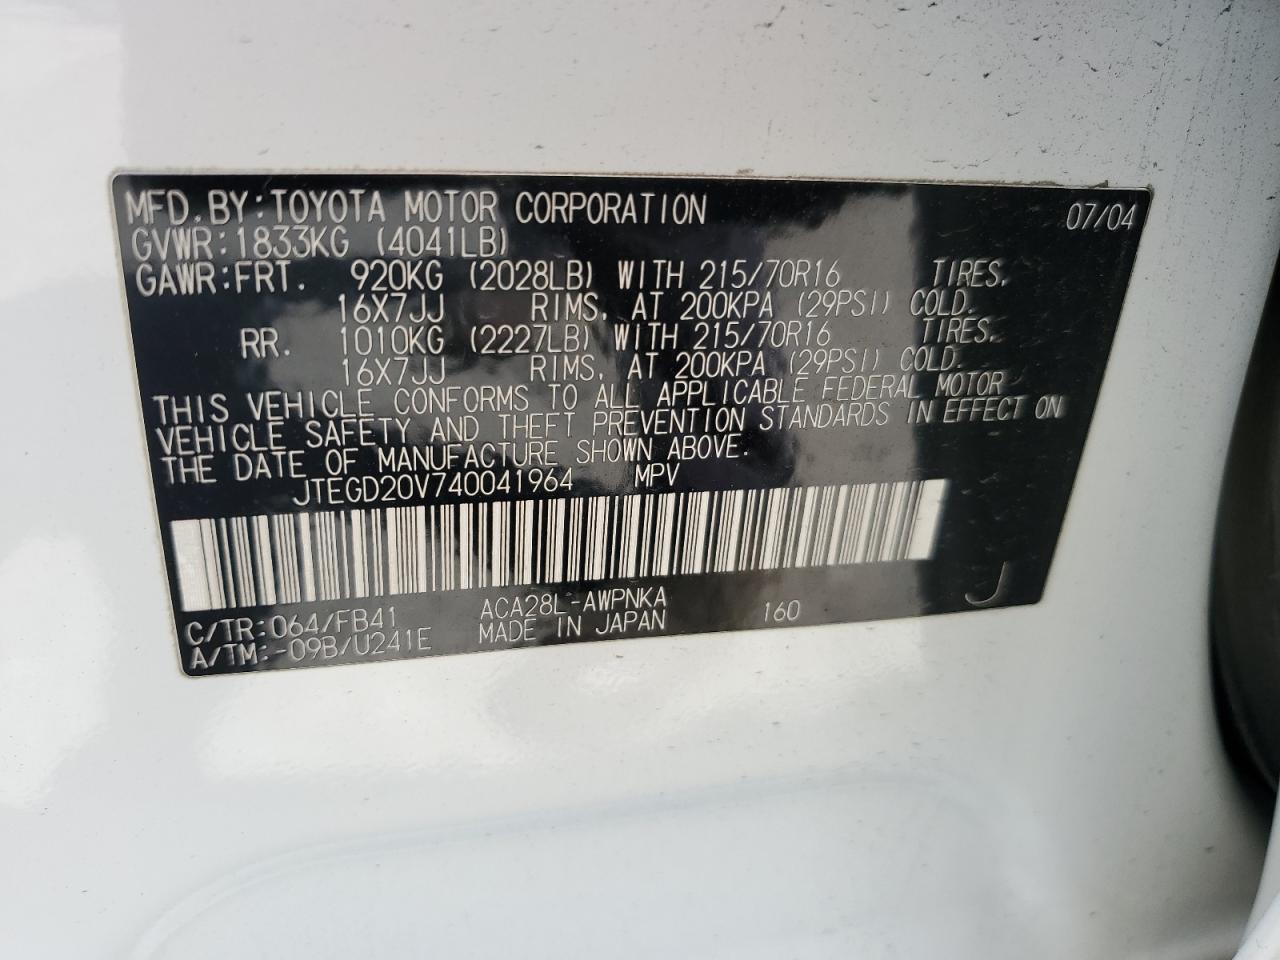 MFD. BY: TOYOTA MOTOR CORPORATION 07/04
GVWR: 1833KG (4041LB)
GAWR: FRT. 920KG (2028LB) WITH 215/70R16 TIRES,
16X7JJ RIMS, AT 200KPA (29PSI) COLD.
RR. 1010KG (2227LB) WITH 215/70R16 TIRES,
16X7JJ RIMS, AT 200KPA (29PSI) COLD.
THIS VEHICLE CONFORMS TO ALL APPLICABLE FEDERAL MOTOR
VEHICLE SAFETY AND THEFT PREVENTION STANDARDS IN EFFECT ON
THE DATE OF MANUFACTURE SHOWN ABOVE.
JTEGD20V740041964 MPV
C/TR: 064/FB41 ACA28L-AWPNKA 160 J
A/TM: -09B/U241E MADE IN JAPAN